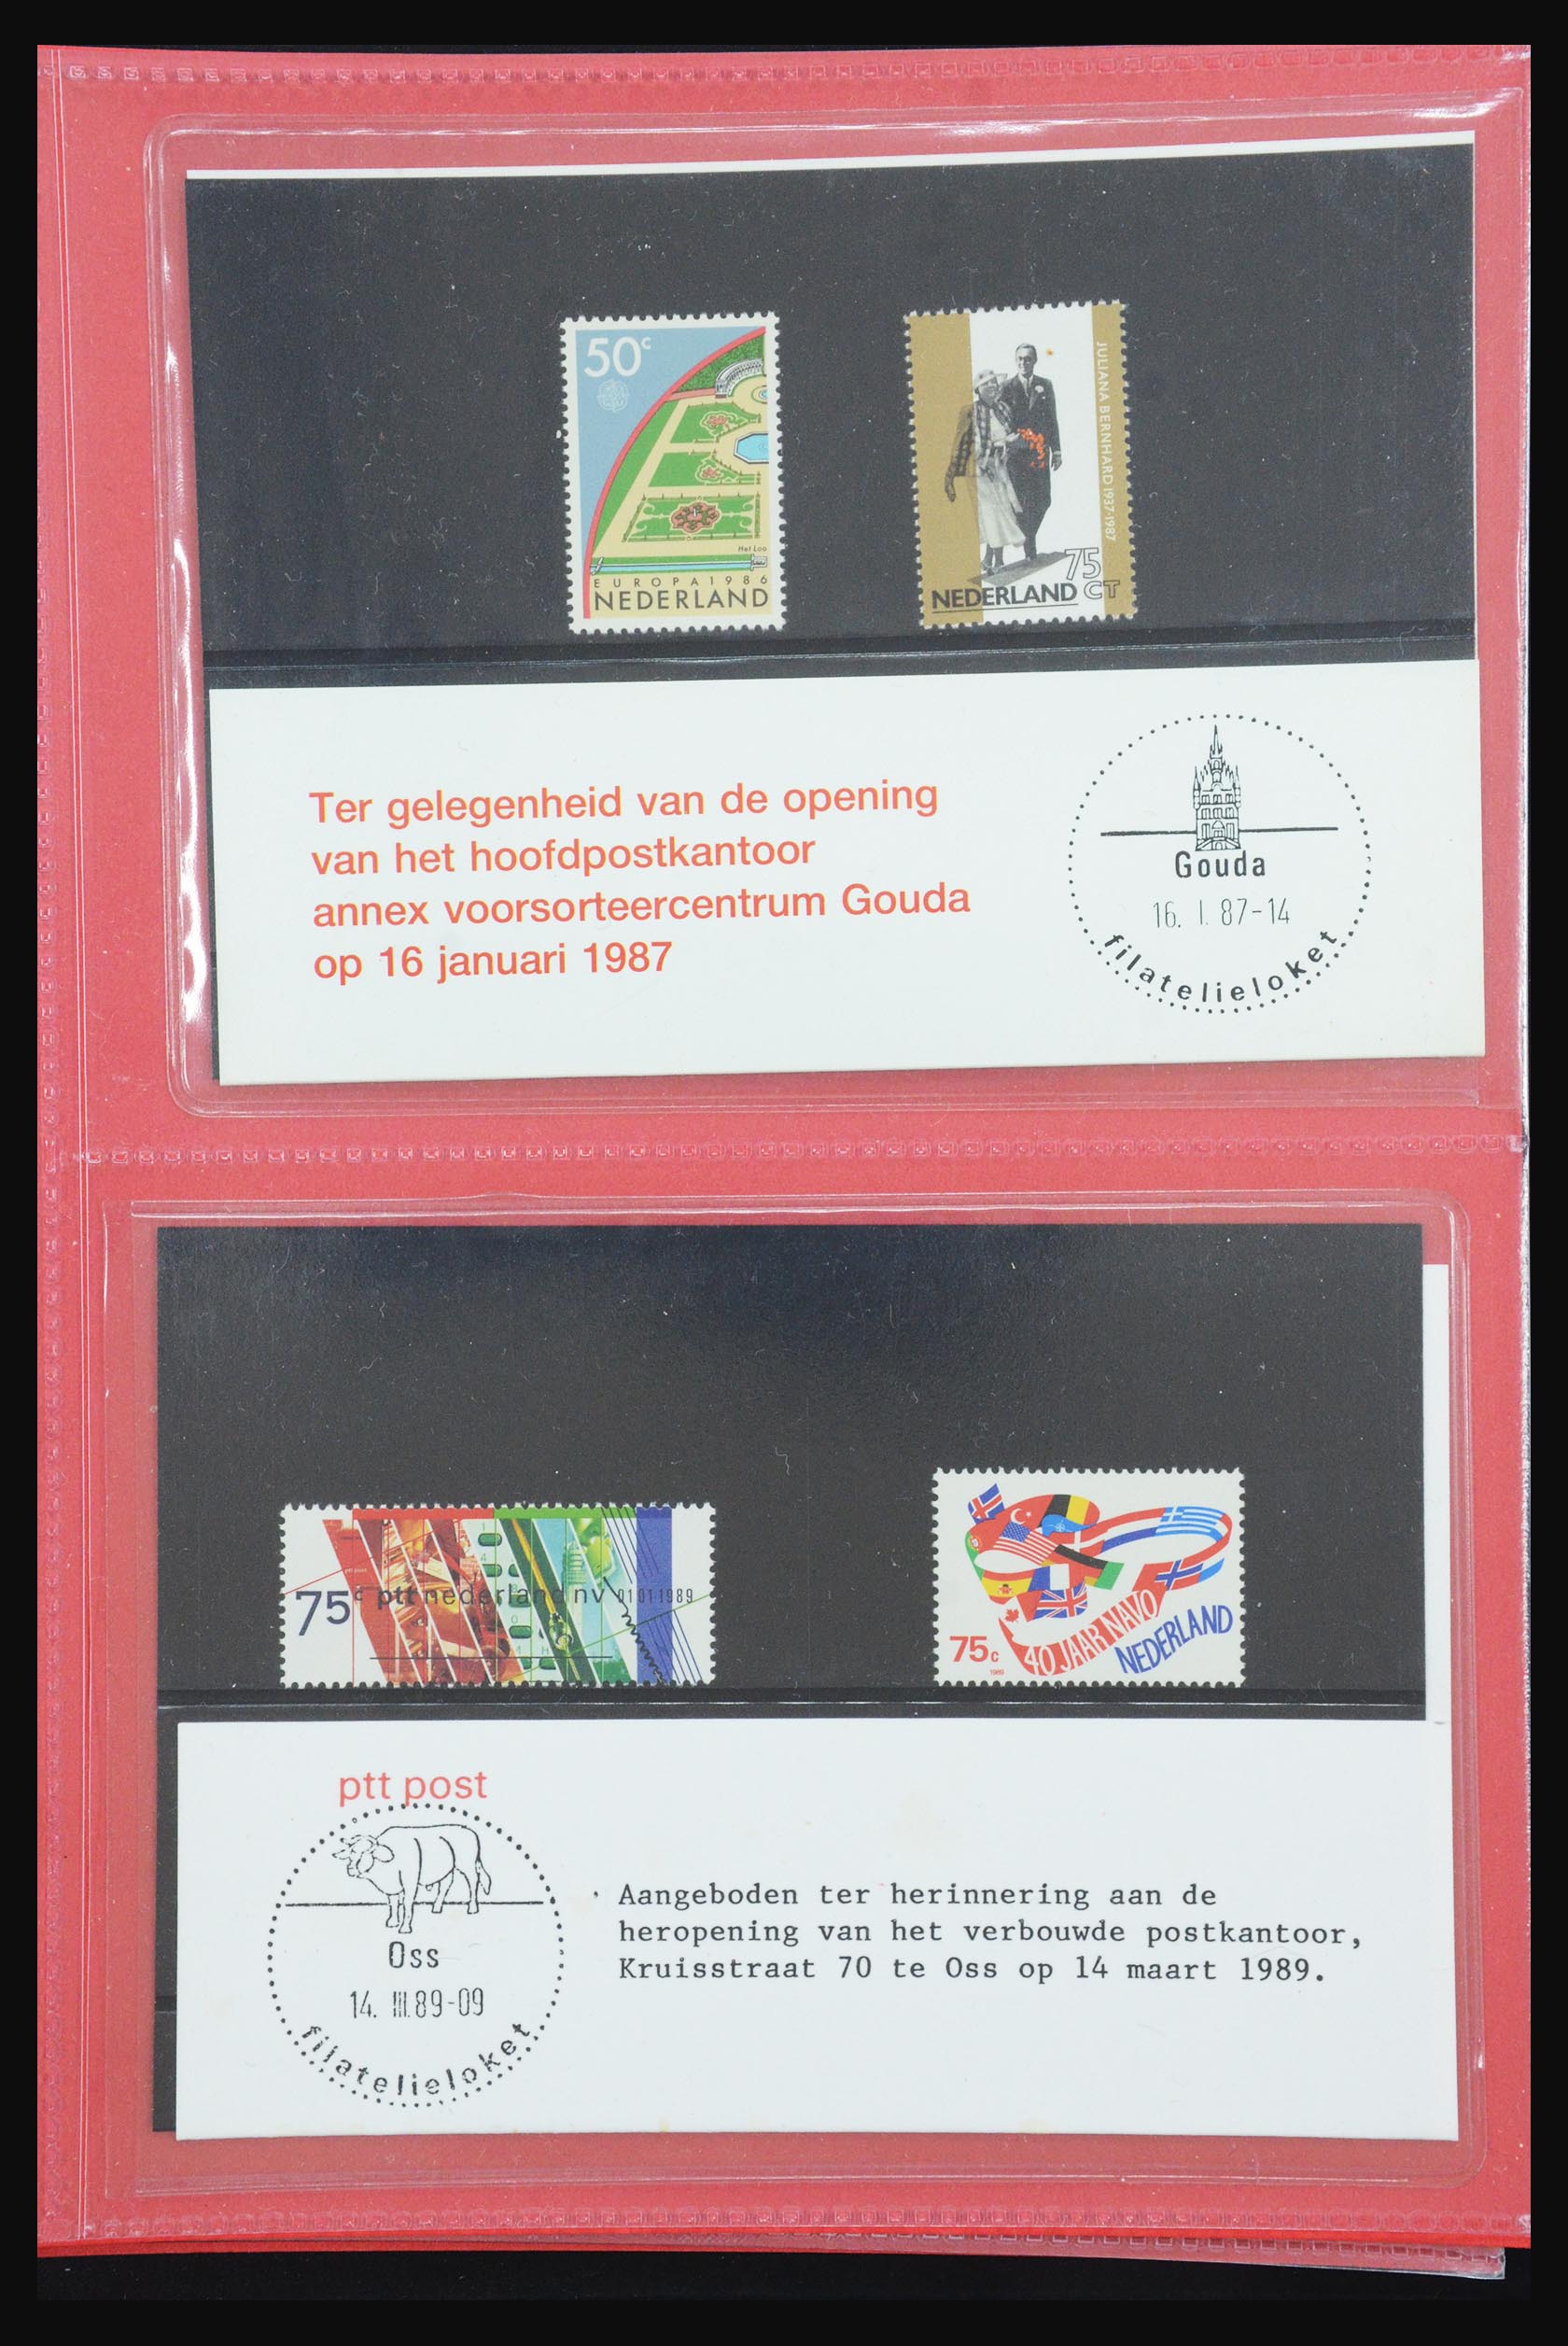 50c
Het Loo
EUROPA 1986
NEDERLAND
JULIANA BERNHARD 1937-1987
75
NEDERLAND CT
Ter gelegenheid van de opening
van het hoofdpostkantoor
annex voorsorteercentrum Gouda
op 16 januari 1987
Gouda
16. I. 87-14
filatelieloket
75c ptt nederland nv 01011989
ptt post
75c
1989
40 JAAR NAVO
NEDERLAND
ptt post
Oss
14. III.89-09
filatelieloket
Aangeboden ter herinnering aan de
heropening van het verbouwde postkantoor,
Kruisstraat 70 te Oss op 14 maart 1989.